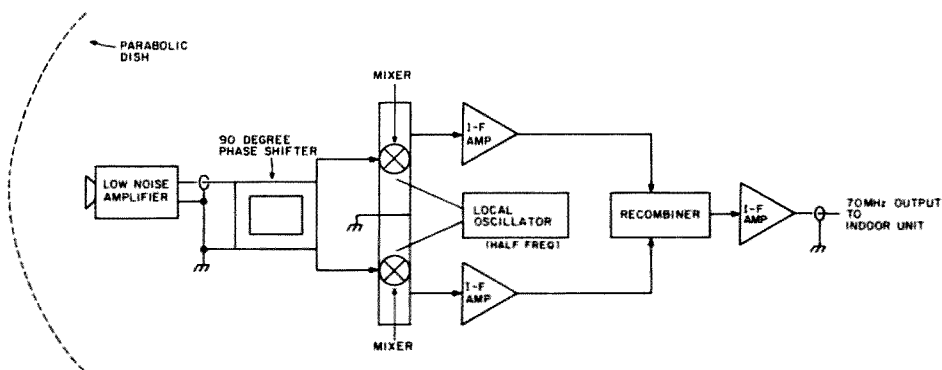 PARABOLIC
DISH
MIXER
90 DEGREE
PHASE SHIFTER
I-F
AMP
LOW NOISE
AMPLIFIER
LOCAL
OSCILLATOR
(HALF FREQ)
RECOMBINER
I-F
AMP
70MHz OUTPUT
TO
INDOOR UNIT
I-F
AMP
MIXER